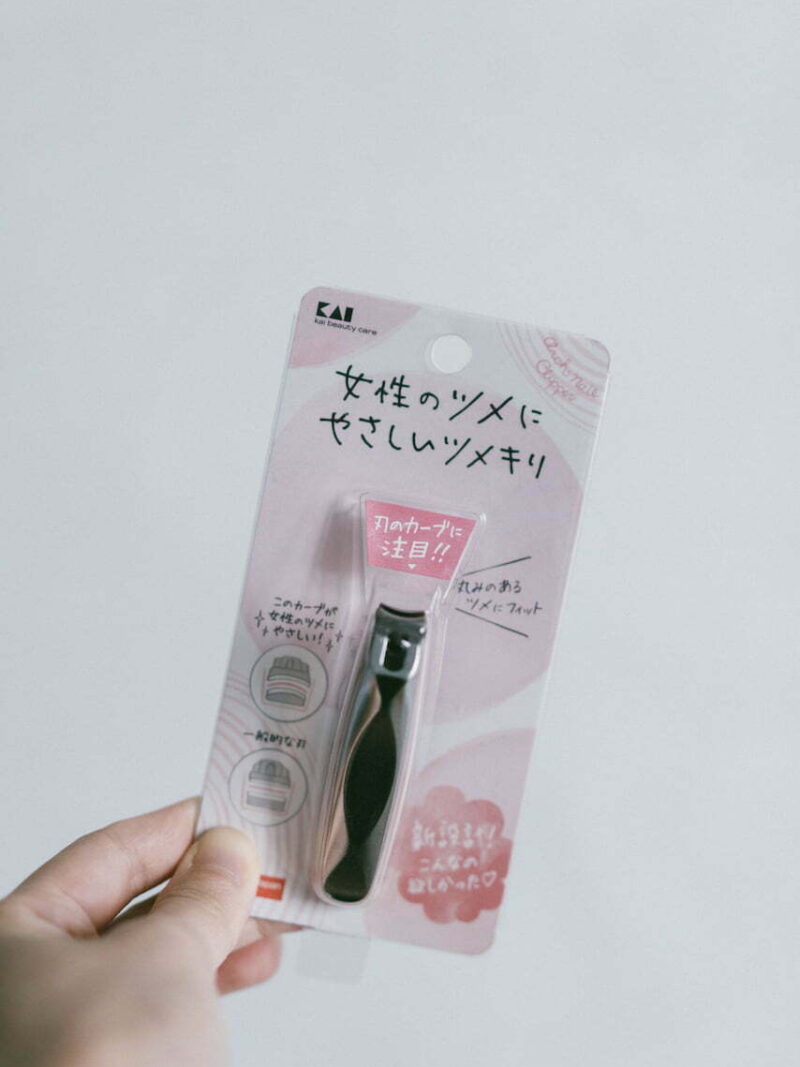 KAI
kai beauty care
Arch Nail
Clipper
女性のツメに
やさしいツメキリ
刃のカーブに
注目!!
丸みのある
ツメにフィット
このカーブが
女性のツメに
やさしい!
一般的な刃
新設計!
こんなの
欲しかった♡